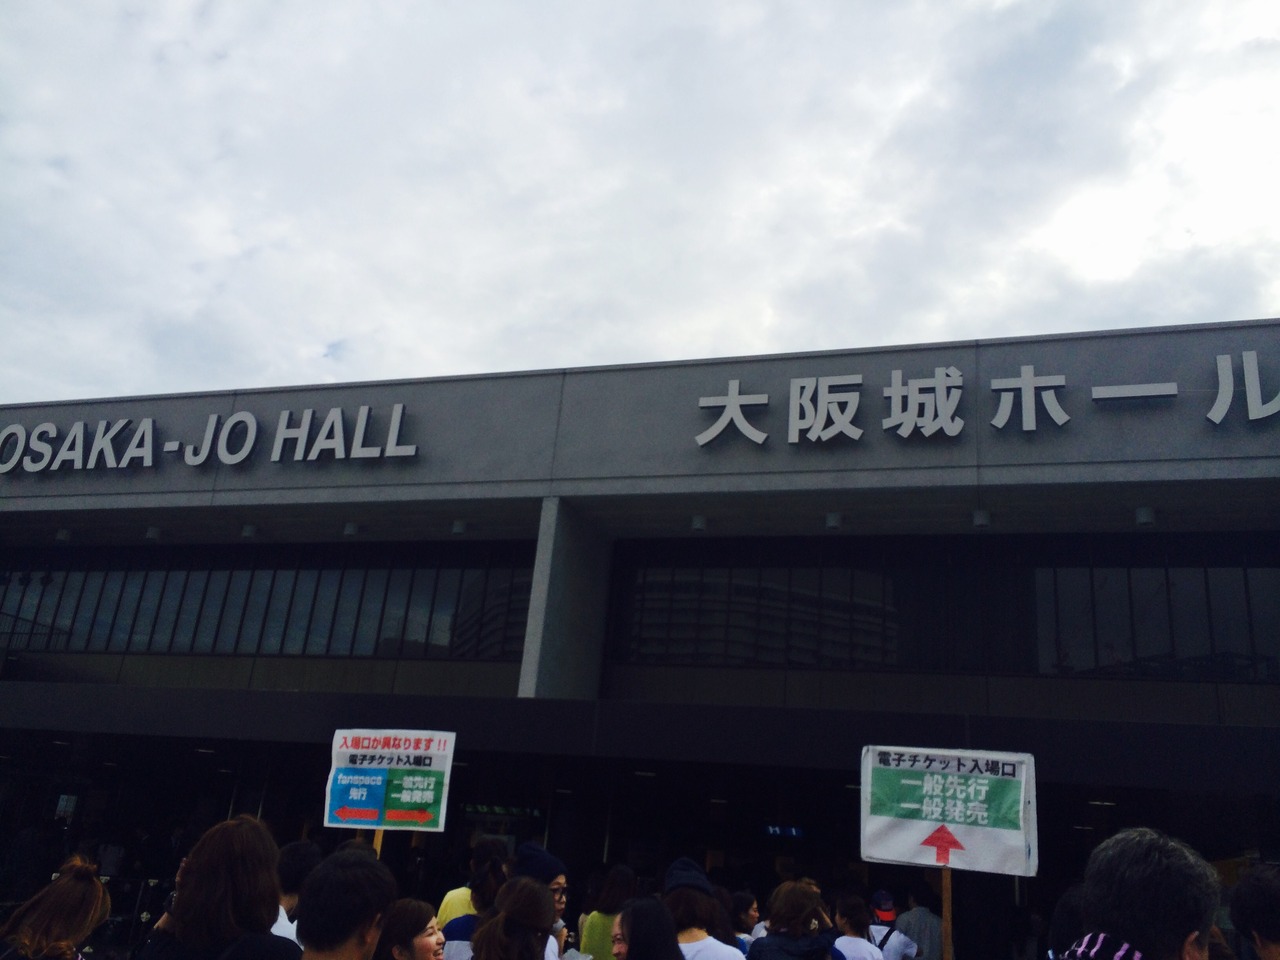 OSAKA-JO HALL
大阪城ホール
入場口が異なります!!
電子チケット入場口
fanspace
先行
一般先行
一般発売
電子チケット入場口
一般先行
一般発売